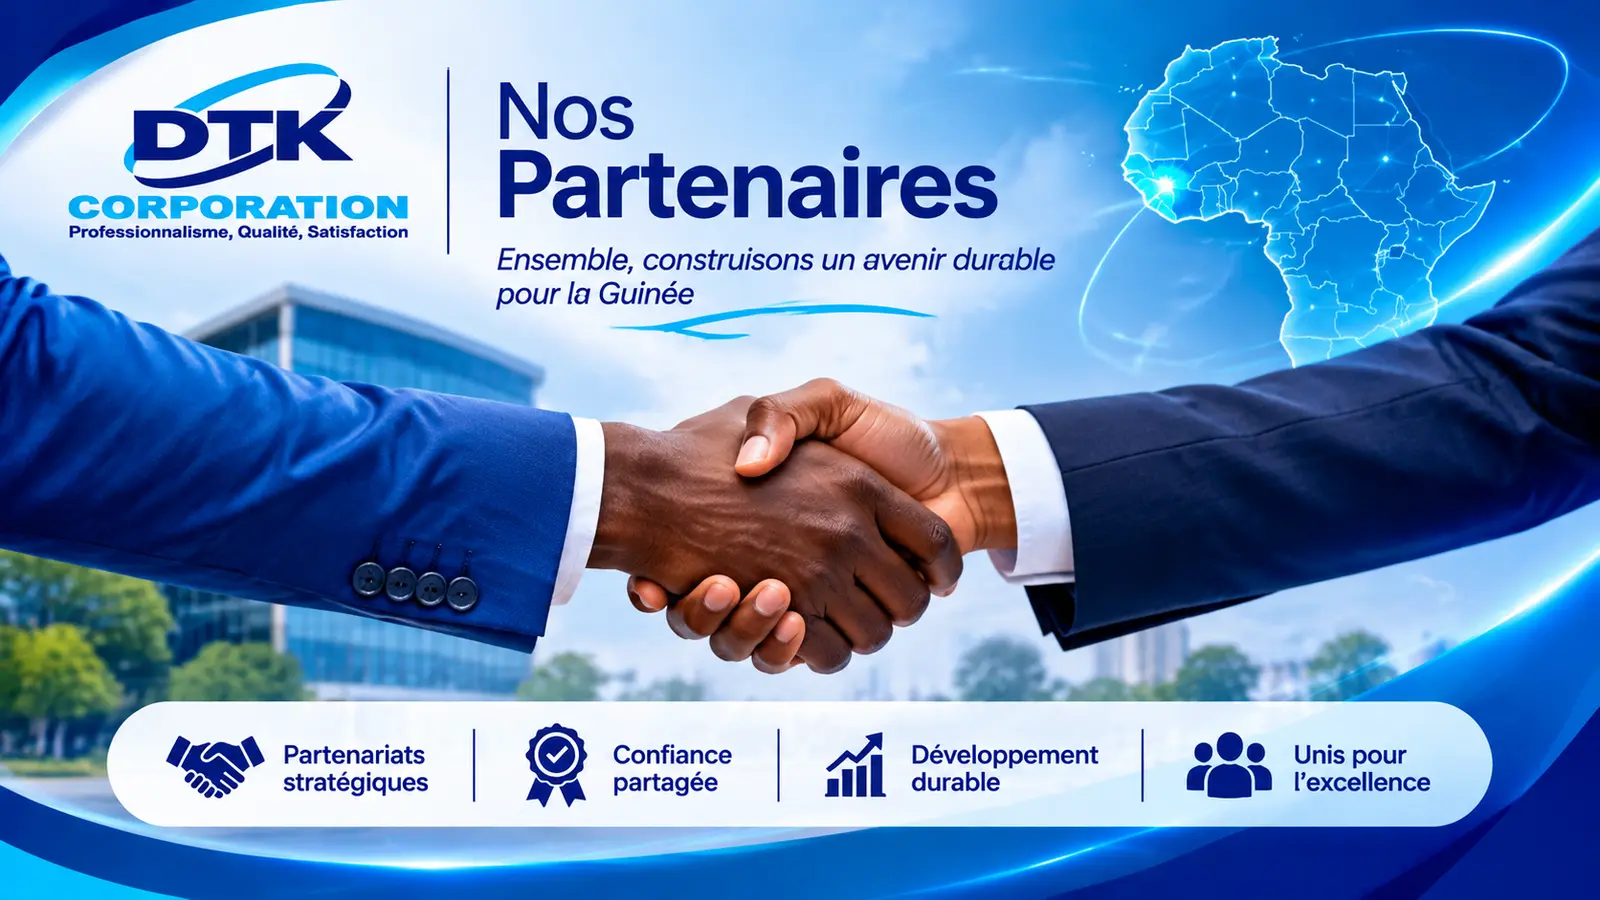 DTK
CORPORATION
Professionnalisme, Qualité, Satisfaction
Nos
Partenaires
Ensemble, construisons un avenir durable
pour la Guinée
Partenariats
stratégiques
Confiance
partagée
Développement
durable
Unis pour
l'excellence